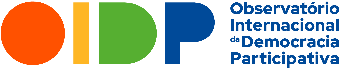 OIDP
Observatório
Internacional
da Democracia
Participativa